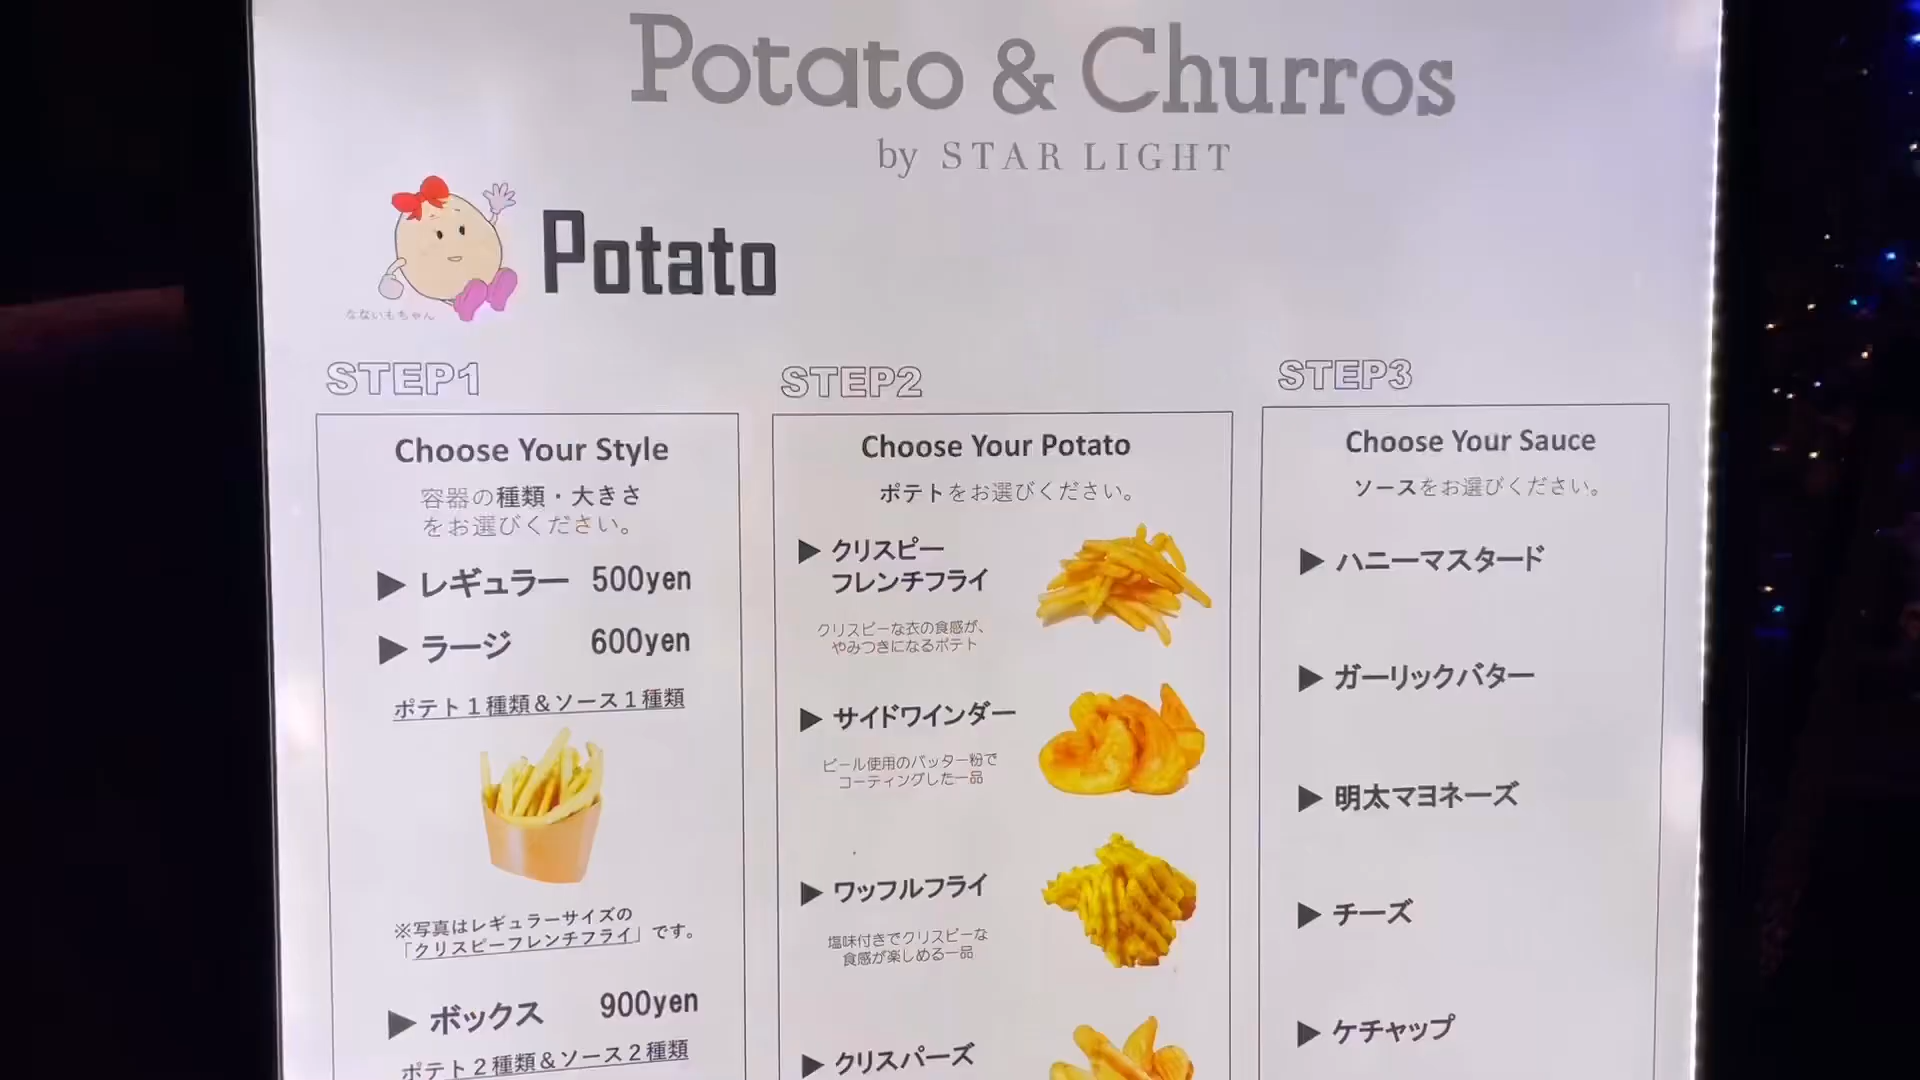 Potato & Churros
by STAR LIGHT
なないもちゃん
Potato
STEP1
Choose Your Style
容器の種類・大きさ
をお選びください。
▶ レギュラー 500yen
▶ ラージ 600yen
ポテト1種類&ソース1種類
※写真はレギュラーサイズの
「クリスピーフレンチフライ」です。
▶ ボックス 900yen
ポテト2種類&ソース2種類
STEP2
Choose Your Potato
ポテトをお選びください。
▶ クリスピー
フレンチフライ
クリスピーな衣の食感が、
やみつきになるポテト
▶ サイドワインダー
ビール使用のバッター粉で
コーティングした一品
▶ ワッフルフライ
塩味付きでクリスピーな
食感が楽しめる一品
▶ クリスパーズ
STEP3
Choose Your Sauce
ソースをお選びください。
▶ ハニーマスタード
▶ ガーリックバター
▶ 明太マヨネーズ
▶ チーズ
▶ ケチャップ